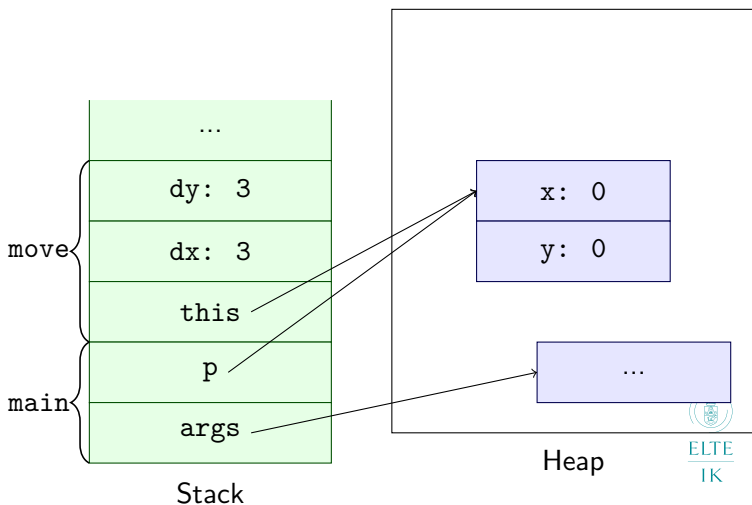 ...
dy: 3
dx: 3
this
move
p
args
main
Stack
x: 0
y: 0
...
Heap
ELTE
IK